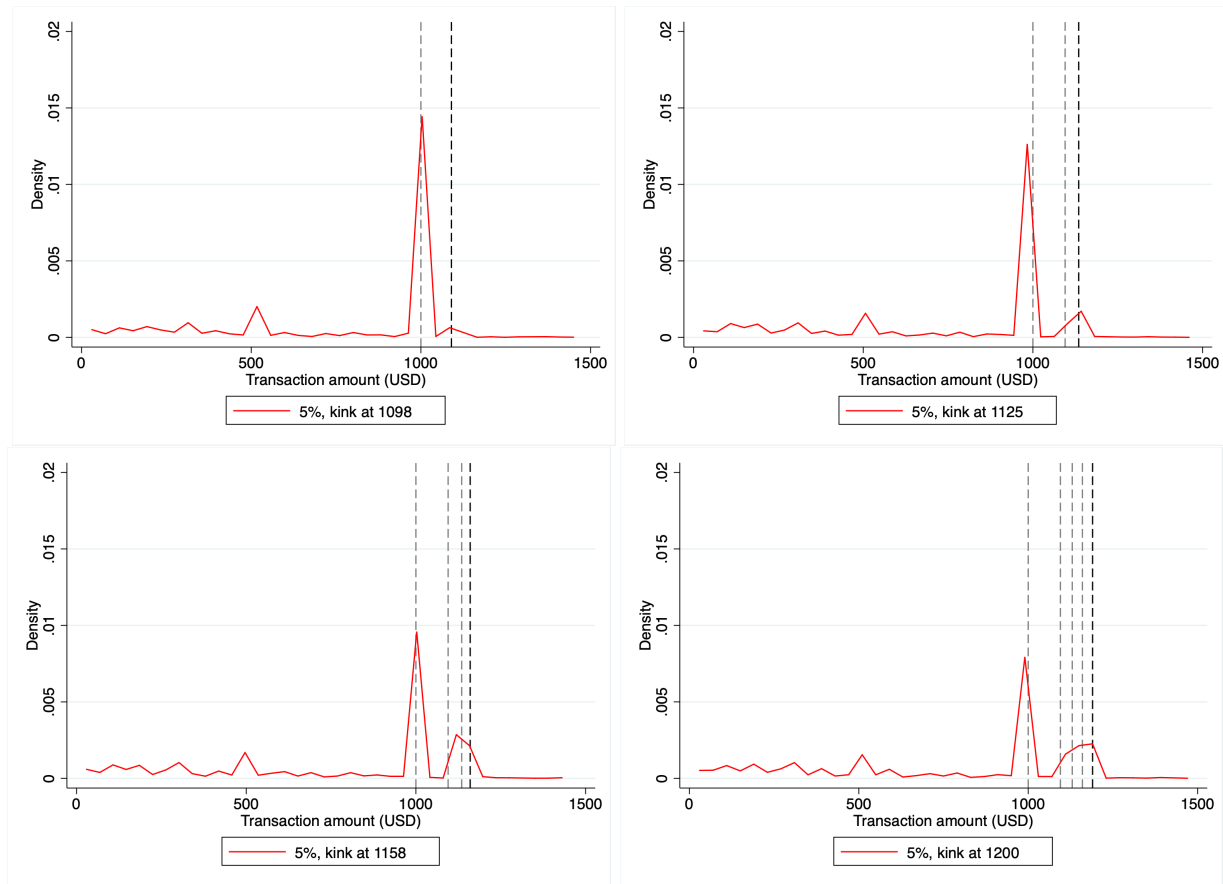 .02
.015
.01
.005
0
Density
0 500 1000 1500
Transaction amount (USD)
5%, kink at 1098
.02
.015
.01
.005
0
Density
0 500 1000 1500
Transaction amount (USD)
5%, kink at 1125
.02
.015
.01
.005
0
Density
0 500 1000 1500
Transaction amount (USD)
5%, kink at 1158
.02
.015
.01
.005
0
Density
0 500 1000 1500
Transaction amount (USD)
5%, kink at 1200